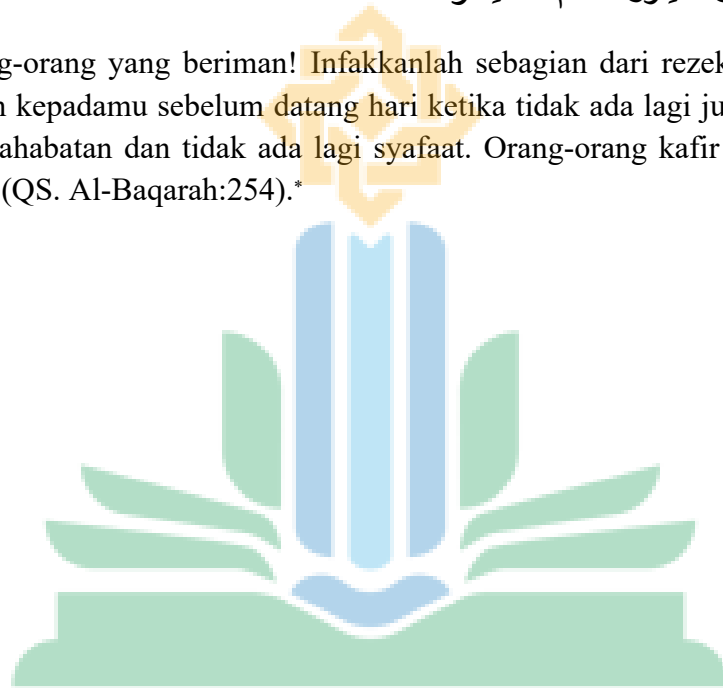 g-orang yang beriman! Infakkanlah sebagian dari rezek
kepadamu sebelum datang hari ketika tidak ada lagi ju
ahabatan dan tidak ada lagi syafaat. Orang-orang kafir
(QS. Al-Baqarah:254).*